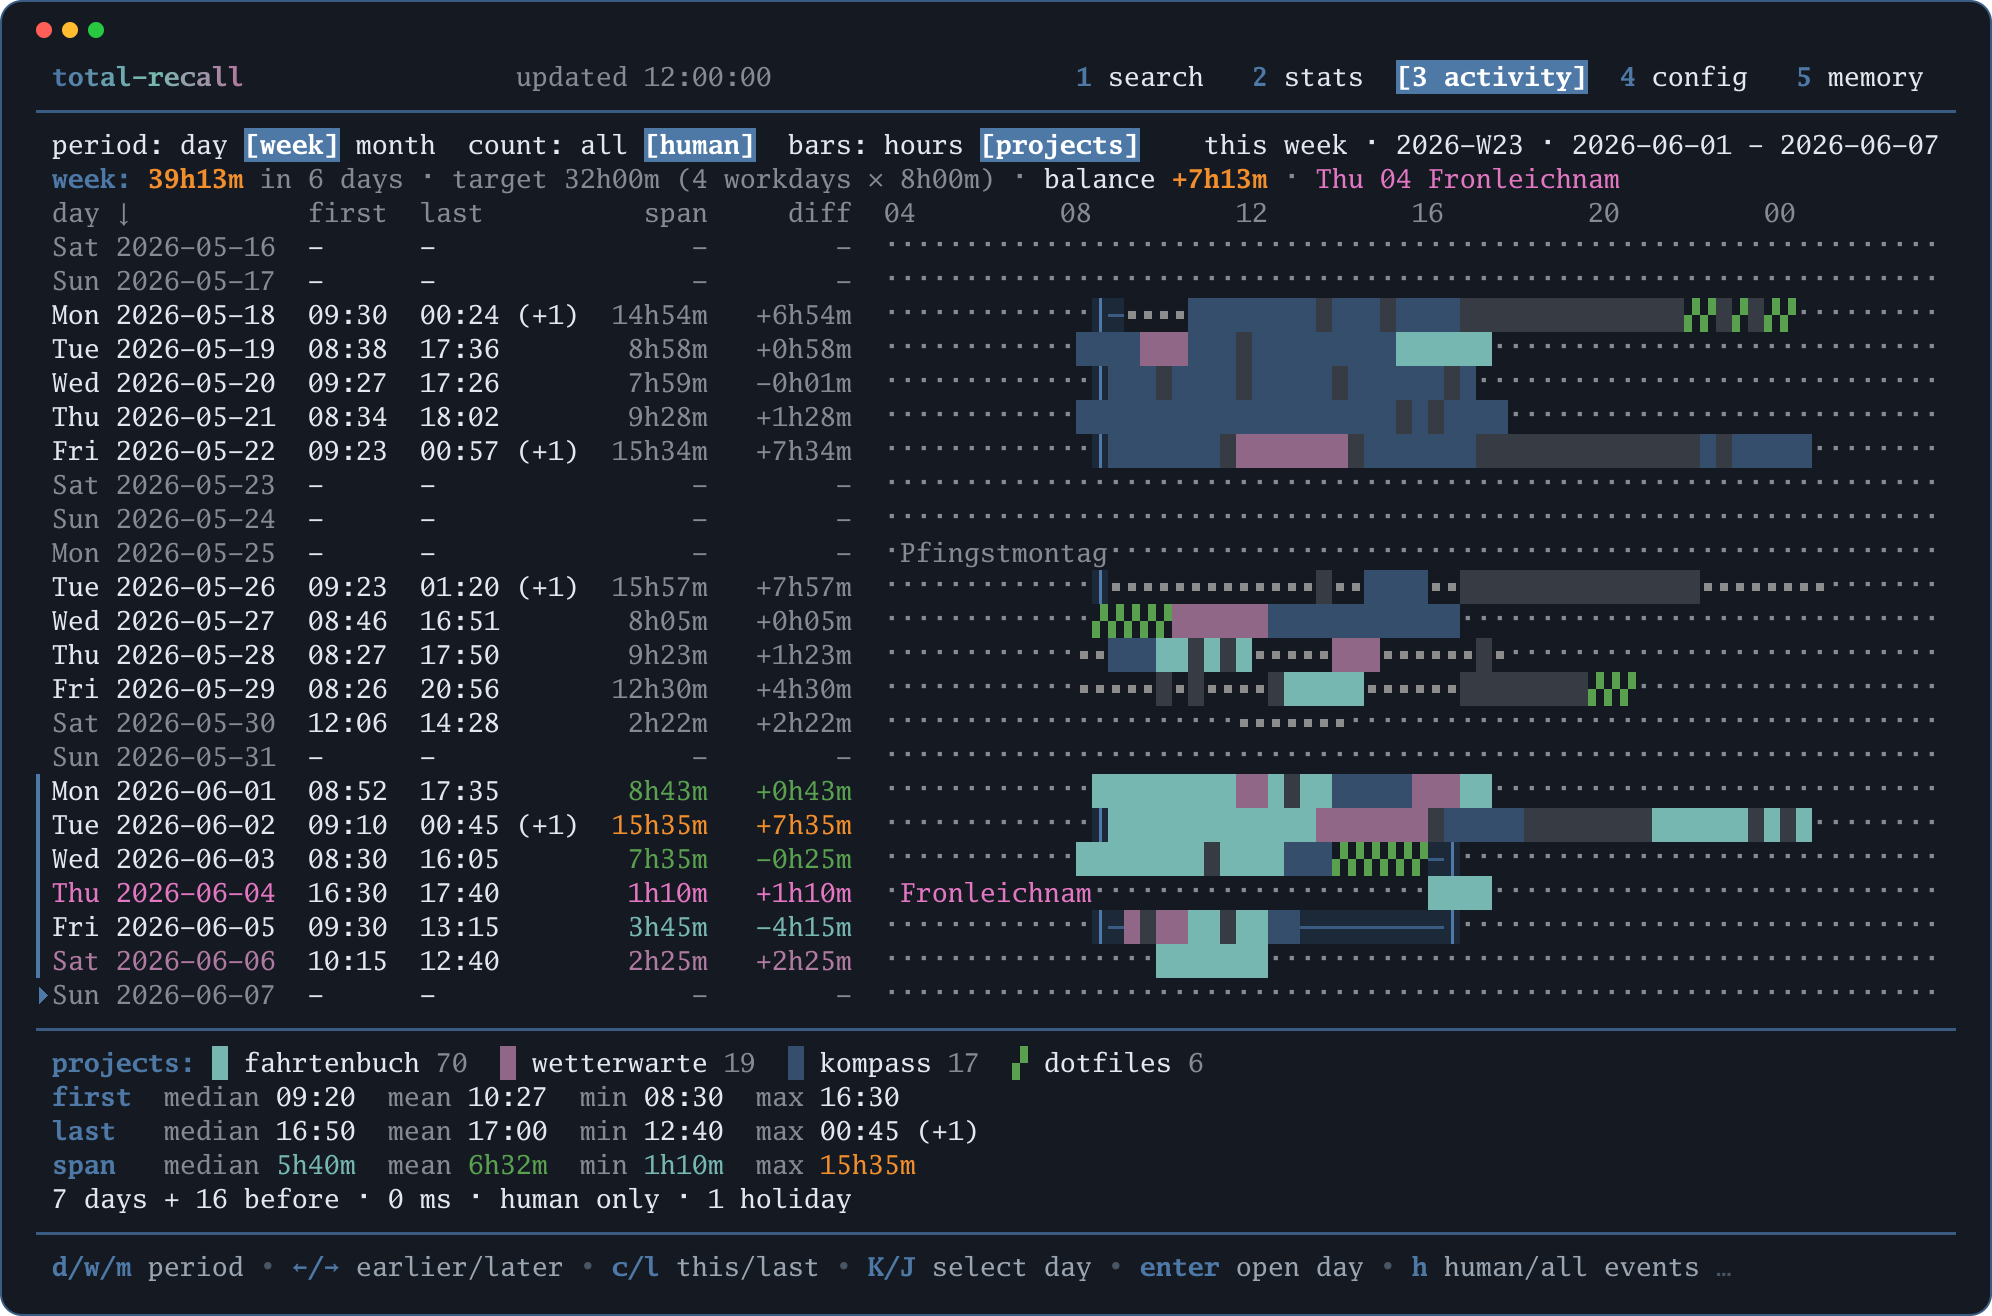 total-recall updated 12:00:00 1 search 2 stats [3 activity] 4 config 5 memory
period: day [week] month count: all [human] bars: hours [projects] this week · 2026-W23 · 2026-06-01 – 2026-06-07
week: 39h13m in 6 days · target 32h00m (4 workdays × 8h00m) · balance +7h13m · Thu 04 Fronleichnam
day ↓ first last span diff 04 08 12 16 20 00
Sat 2026-05-16 – – – –
Sun 2026-05-17 – – – –
Mon 2026-05-18 09:30 00:24 (+1) 14h54m +6h54m
Tue 2026-05-19 08:38 17:36 8h58m +0h58m
Wed 2026-05-20 09:27 17:26 7h59m −0h01m
Thu 2026-05-21 08:34 18:02 9h28m +1h28m
Fri 2026-05-22 09:23 00:57 (+1) 15h34m +7h34m
Sat 2026-05-23 – – – –
Sun 2026-05-24 – – – –
Mon 2026-05-25 – – – – Pfingstmontag
Tue 2026-05-26 09:23 01:20 (+1) 15h57m +7h57m
Wed 2026-05-27 08:46 16:51 8h05m +0h05m
Thu 2026-05-28 08:27 17:50 9h23m +1h23m
Fri 2026-05-29 08:26 20:56 12h30m +4h30m
Sat 2026-05-30 12:06 14:28 2h22m +2h22m
Sun 2026-05-31 – – – –
Mon 2026-06-01 08:52 17:35 8h43m +0h43m
Tue 2026-06-02 09:10 00:45 (+1) 15h35m +7h35m
Wed 2026-06-03 08:30 16:05 7h35m −0h25m
Thu 2026-06-04 16:30 17:40 1h10m +1h10m Fronleichnam
Fri 2026-06-05 09:30 13:15 3h45m −4h15m
Sat 2026-06-06 10:15 12:40 2h25m +2h25m
Sun 2026-06-07 – – – –
projects: fahrtenbuch 70 wetterwarte 19 kompass 17 dotfiles 6
first median 09:20 mean 10:27 min 08:30 max 16:30
last median 16:50 mean 17:00 min 12:40 max 00:45 (+1)
span median 5h40m mean 6h32m min 1h10m max 15h35m
7 days + 16 before · 0 ms · human only · 1 holiday
d/w/m period • ←/→ earlier/later • c/l this/last • K/J select day • enter open day • h human/all events …